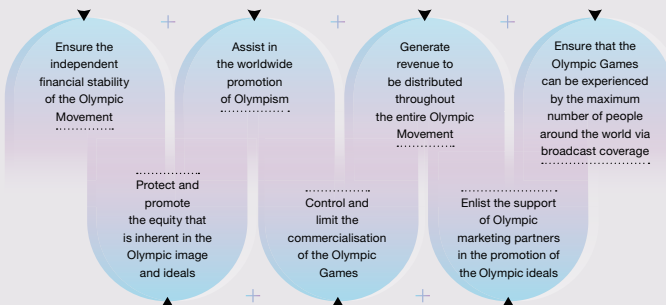 Ensure the
independent
financial stability
of the Olympic
Movement
Assist in
the worldwide
promotion
of Olympism
Generate
revenue to
be distributed
throughout
the entire Olympic
Movement
Ensure that the
Olympic Games
can be experienced
by the maximum
number of people
around the world via
broadcast coverage
Protect and
promote
the equity that
is inherent in the
Olympic image
and ideals
Control and
limit the
commercialisation
of the Olympic
Games
Enlist the support
of Olympic
marketing partners
in the promotion of
the Olympic ideals